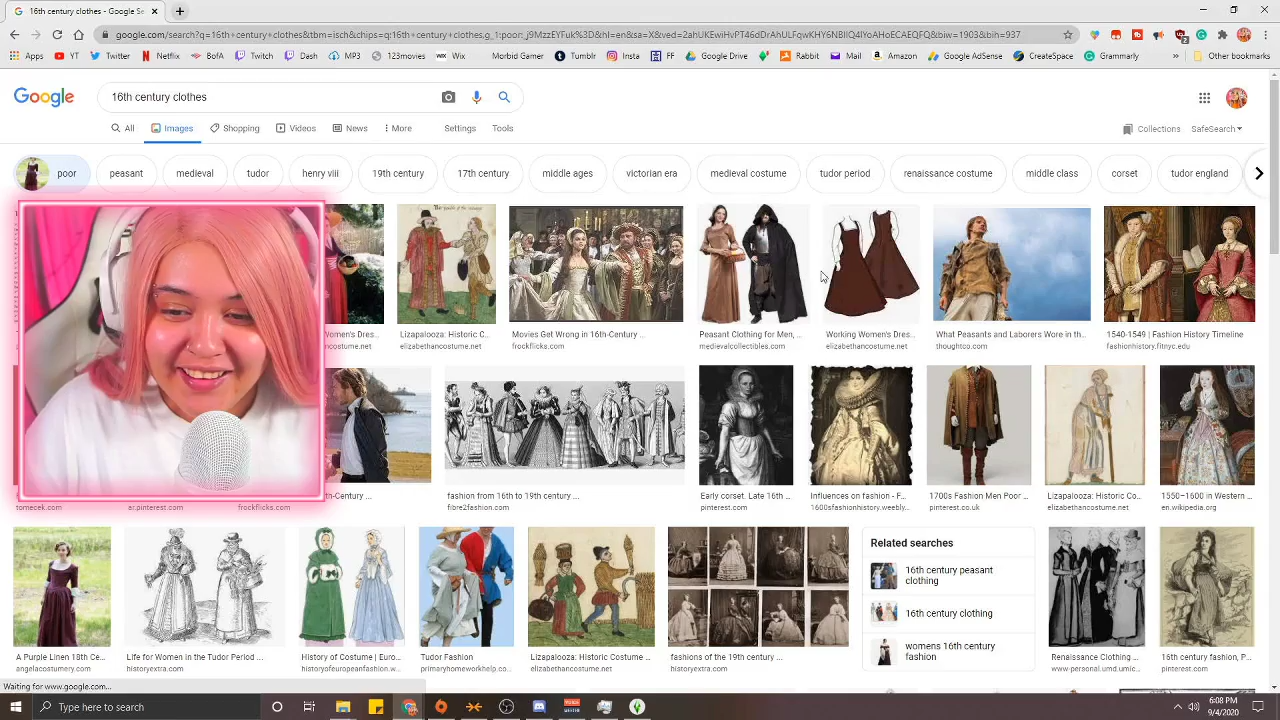 16th century clothes - Google Se
google.com/search?q=16th+century+clothes&tbm=isch&chips=q:16th+century+clothes,g_1:poor:_j9MzzEYFuk%3D&hl=en&sa=X&ved=2ahUKEwiHvPT46dDrAhULFqwKHY6NBlIQ4lYoAHoECAEQFQ&biw=1903&bih=937
Apps
YT
Netflix
BofA
Twitch
Dash
MP3
123movies
Wix
Morbid Gamer
Tumblr
Insta
FF
Google Drive
Rabbit
Mail
Amazon
Google AdSense
CreateSpace
Grammarly
Other bookmarks
Google
16th century clothes
All
Images
Shopping
Videos
News
More
Settings
Tools
Collections
SafeSearch
poor
peasant
medieval
tudor
henry viii
19th century
17th century
middle ages
victorian era
medieval costume
tudor period
renaissance costume
middle class
corset
tudor england
Women's Dres...
costume.net
Lizapalooza: Historic C...
elizabethancostume.net
Movies Get Wrong in 16th-Century ...
frockflicks.com
Peasant Clothing for Men, ...
medievalcollectibles.com
Working Women's Dres...
elizabethancostume.net
What Peasants and Laborers Wore in th...
thoughtco.com
1540-1549 | Fashion History Timeline
fashionhistory.fitnyc.edu
tomecek.com
ar.pinterest.com
-Century ...
frockflicks.com
fashion from 16th to 19th century ...
fibre2fashion.com
Early corset. Late 16th ...
pinterest.com
Influences on fashion - F...
1600sfashionhistory.weebly...
1700s Fashion Men Poor ...
pinterest.co.uk
Lizapalooza: Historic Co...
elizabethancostume.net
1550–1600 in Western ...
en.wikipedia.org
A Purple Linen 18th Ce...
angelacostumery.com
Life for Women in the Tudor Period ...
historyextra.com
History of Costume | Euro...
historyofeuropeanfashion.w...
Tudor Fashion
primaryhomeworkhelp.co...
Lizapalooza: Historic Costume ...
elizabethancostume.net
fashions of the 19th century ...
historyextra.com
Related searches
16th century peasant
clothing
16th century clothing
womens 16th century
fashion
Renaissance Clothing ...
www-personal.umd.umic...
16th century fashion, P...
pinterest.com
Waiting for www.google.com...
Type here to search
6:08 PM
9/4/2020